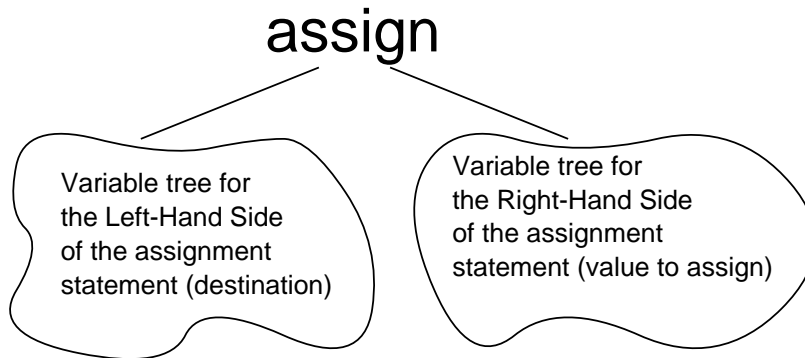 assign
Variable tree for
the Left-Hand Side
of the assignment
statement (destination)
Variable tree for
the Right-Hand Side
of the assignment
statement (value to assign)